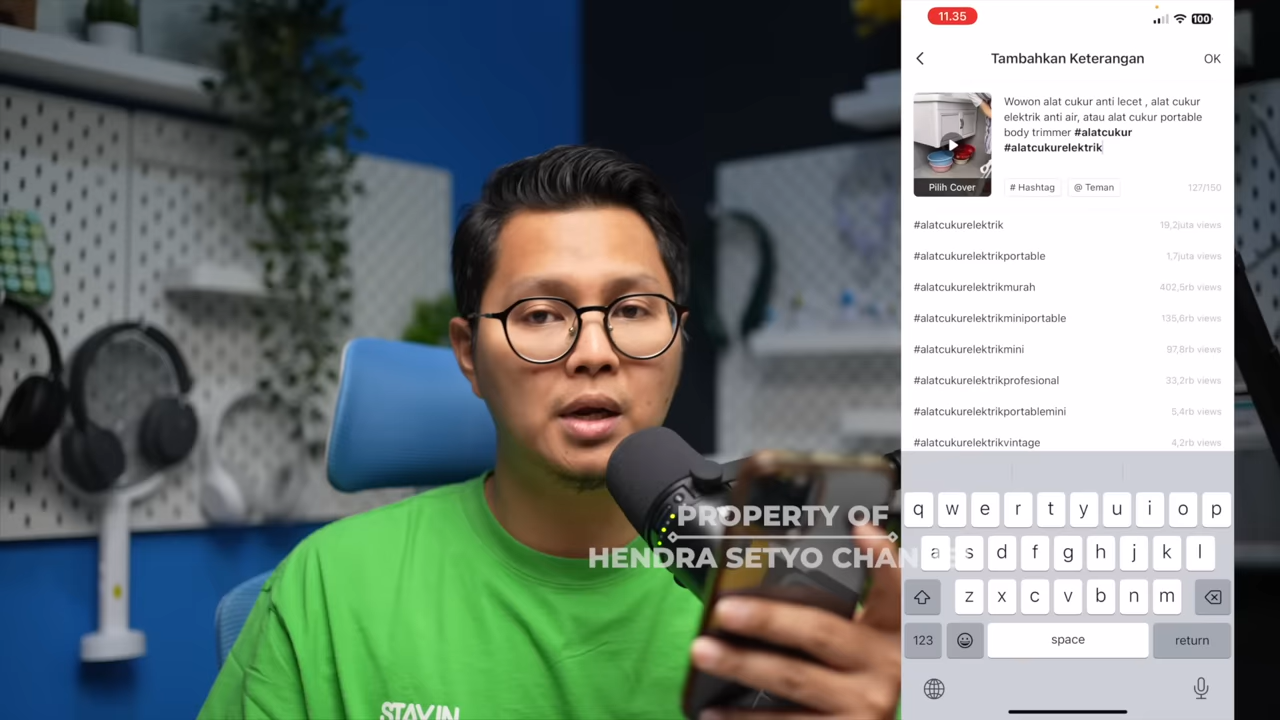 11.35
100
Tambahkan Keterangan
OK
Wowon alat cukur anti lecet , alat cukur
elektrik anti air, atau alat cukur portable
body trimmer #alatcukur
#alatcukurelektrik
Pilih Cover
# Hashtag
@ Teman
127/150
#alatcukurelektrik 19,2juta views
#alatcukurelektrikportable 1,7juta views
#alatcukurelektrikmurah 402,5rb views
#alatcukurelektrikminiportable 135,6rb views
#alatcukurelektrikmini 97,8rb views
#alatcukurelektrikprofesional 33,2rb views
#alatcukurelektrikportablemini 5,4rb views
#alatcukurelektrikvintage 4,2rb views
q w e r t y u i o p
a s d f g h j k l
z x c v b n m
123 space return
PROPERTY OF
HENDRA SETYO CHAN
STAY IN